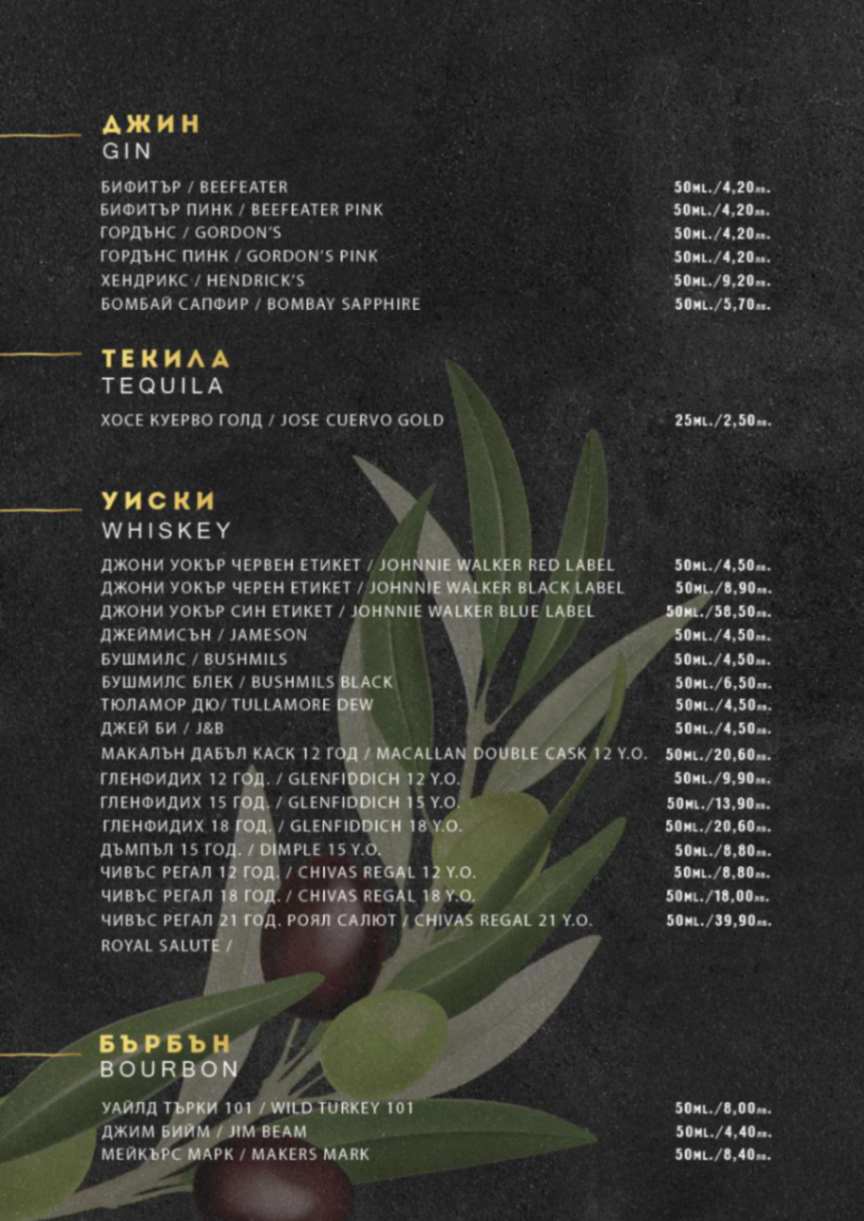 ДЖИН
GIN
БИФИТЪР / BEEFEATER 50ML./4,20лв.
БИФИТЪР ПИНК / BEEFEATER PINK 50ML./4,20лв.
ГОРДЪНС / GORDON'S 50ML./4,20лв.
ГОРДЪНС ПИНК / GORDON'S PINK 50ML./4,20лв.
ХЕНДРИКС / HENDRICK'S 50ML./9,20лв.
БОМБАЙ САПФИР / BOMBAY SAPPHIRE 50ML./5,70лв.
ТЕКИЛА
TEQUILA
ХОСЕ КУЕРВО ГОЛД / JOSE CUERVO GOLD 25ML./2,50лв.
УИСКИ
WHISKEY
ДЖОНИ УОКЪР ЧЕРВЕН ЕТИКЕТ / JOHNNIE WALKER RED LABEL 50ML./4,50лв.
ДЖОНИ УОКЪР ЧЕРЕН ЕТИКЕТ / JOHNNIE WALKER BLACK LABEL 50ML./8,90лв.
ДЖОНИ УОКЪР СИН ЕТИКЕТ / JOHNNIE WALKER BLUE LABEL 50ML./58,50лв.
ДЖЕЙМИСЪН / JAMESON 50ML./4,50лв.
БУШМИЛС / BUSHMILS 50ML./4,50лв.
БУШМИЛС БЛЕК / BUSHMILS BLACK 50ML./6,50лв.
ТЮЛАМОР ДЮ/ TULLAMORE DEW 50ML./4,50лв.
ДЖЕЙ БИ / J&B 50ML./4,50лв.
МАКАЛЪН ДАБЪЛ КАСК 12 ГОД / MACALLAN DOUBLE CASK 12 Y.O. 50ML./20,60лв.
ГЛЕНФИДИХ 12 ГОД. / GLENFIDDICH 12 Y.O. 50ML./9,90лв.
ГЛЕНФИДИХ 15 ГОД. / GLENFIDDICH 15 Y.O. 50ML./13,90лв.
ГЛЕНФИДИХ 18 ГОД. / GLENFIDDICH 18 Y.O. 50ML./20,60лв.
ДЪМПЪЛ 15 ГОД. / DIMPLE 15 Y.O. 50ML./8,80лв.
ЧИВЪС РЕГАЛ 12 ГОД. / CHIVAS REGAL 12 Y.O. 50ML./8,80лв.
ЧИВЪС РЕГАЛ 18 ГОД. / CHIVAS REGAL 18 Y.O. 50ML./18,00лв.
ЧИВЪС РЕГАЛ 21 ГОД. РОЯЛ САЛЮТ / CHIVAS REGAL 21 Y.O. 50ML./39,90лв.
ROYAL SALUTE /
БЪРБЪН
BOURBON
УАЙЛД ТЪРКИ 101 / WILD TURKEY 101 50ML./8,00лв.
ДЖИМ БИЙМ / JIM BEAM 50ML./4,40лв.
МЕЙКЪРС МАРК / MAKERS MARK 50ML./8,40лв.